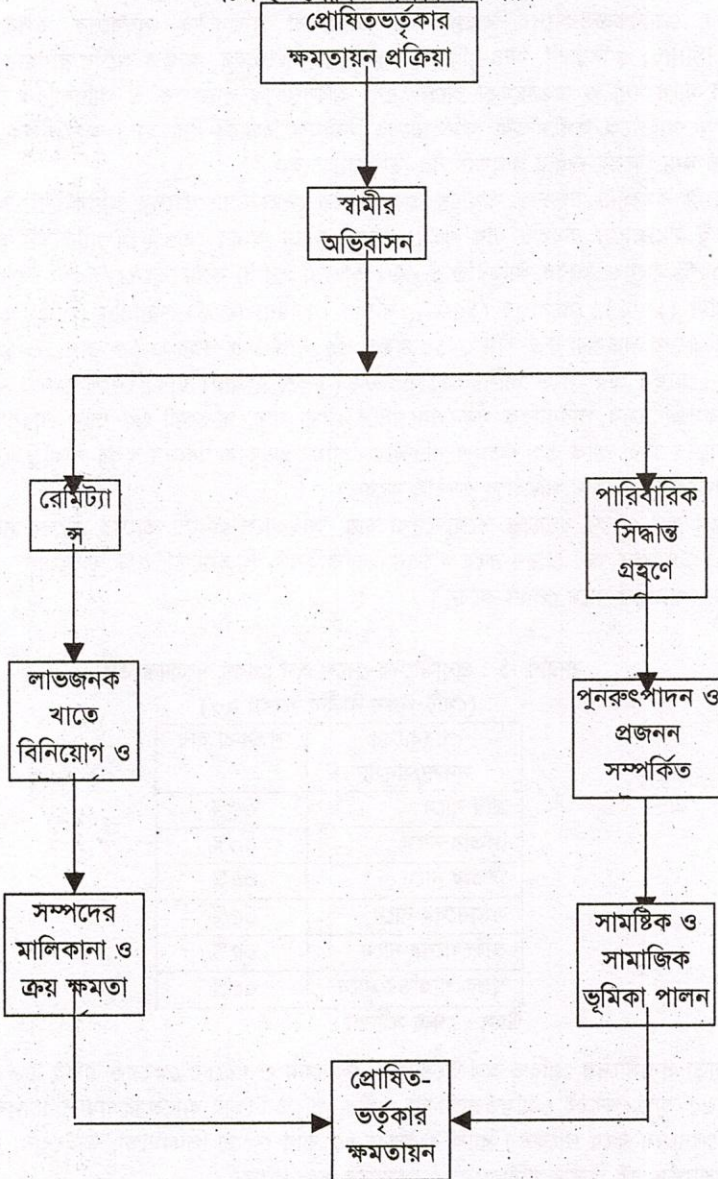 প্রোষিতভর্তৃকার
ক্ষমতায়ন প্রক্রিয়া
স্বামীর
অভিবাসন
রেমিট্যা
ন্স
পারিবারিক
সিদ্ধান্ত
গ্রহণে
লাভজনক
খাতে
বিনিয়োগ ও
পুনরুৎপাদন ও
প্রজনন
সম্পর্কিত
সম্পদের
মালিকানা ও
ক্রয় ক্ষমতা
সামষ্টিক ও
সামাজিক
ভূমিকা পালন
প্রোষিত-
ভর্তৃকার
ক্ষমতায়ন